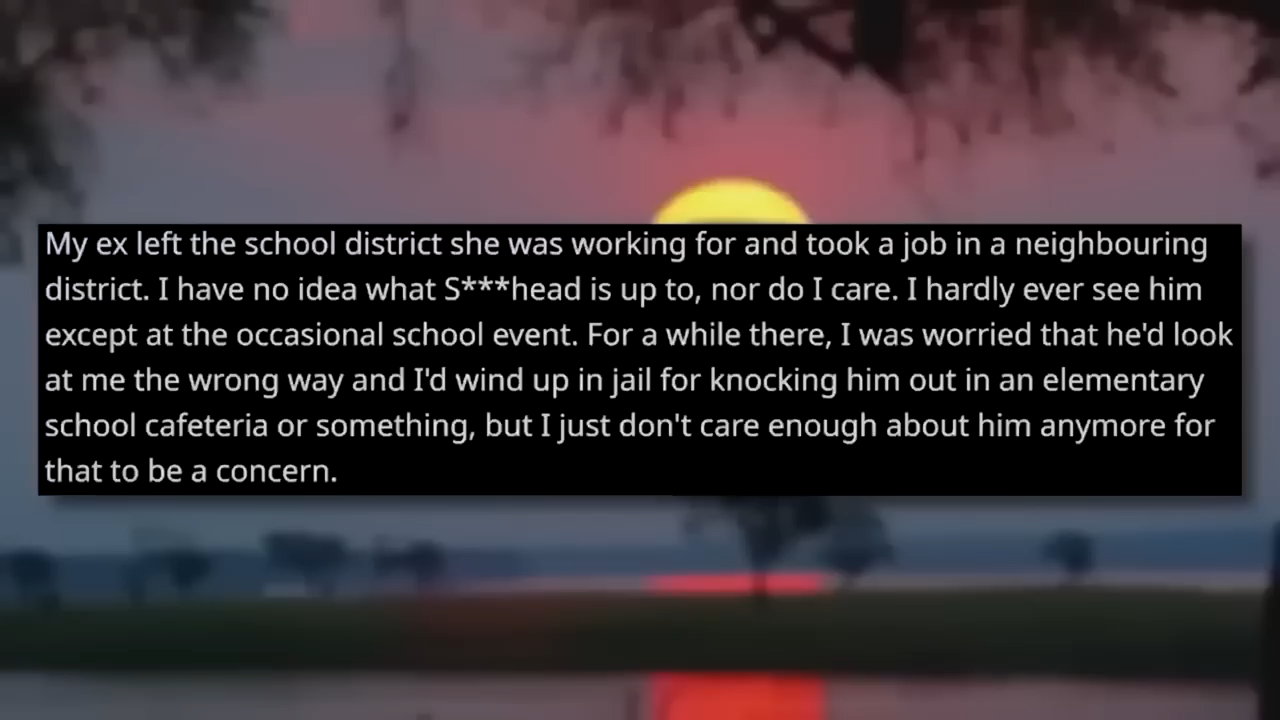 My ex left the school district she was working for and took a job in a neighbouring
district. I have no idea what S***head is up to, nor do I care. I hardly ever see him
except at the occasional school event. For a while there, I was worried that he'd look
at me the wrong way and I'd wind up in jail for knocking him out in an elementary
school cafeteria or something, but I just don't care enough about him anymore for
that to be a concern.